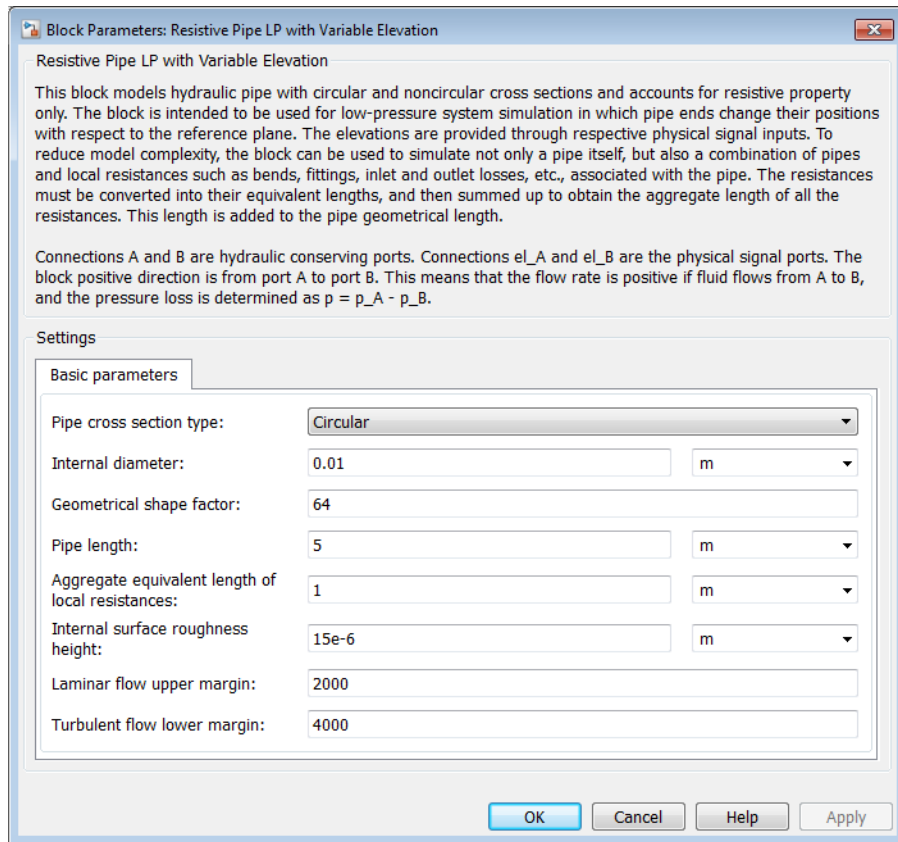 Block Parameters: Resistive Pipe LP with Variable Elevation
Resistive Pipe LP with Variable Elevation
This block models hydraulic pipe with circular and noncircular cross sections and accounts for resistive property
only. The block is intended to be used for low-pressure system simulation in which pipe ends change their positions
with respect to the reference plane. The elevations are provided through respective physical signal inputs. To
reduce model complexity, the block can be used to simulate not only a pipe itself, but also a combination of pipes
and local resistances such as bends, fittings, inlet and outlet losses, etc., associated with the pipe. The resistances
must be converted into their equivalent lengths, and then summed up to obtain the aggregate length of all the
resistances. This length is added to the pipe geometrical length.
Connections A and B are hydraulic conserving ports. Connections el_A and el_B are the physical signal ports. The
block positive direction is from port A to port B. This means that the flow rate is positive if fluid flows from A to B,
and the pressure loss is determined as p = p_A - p_B.
Settings
Basic parameters
Pipe cross section type: Circular
Internal diameter: 0.01 m
Geometrical shape factor: 64
Pipe length: 5 m
Aggregate equivalent length of
local resistances: 1 m
Internal surface roughness
height: 15e-6 m
Laminar flow upper margin: 2000
Turbulent flow lower margin: 4000
OK Cancel Help Apply